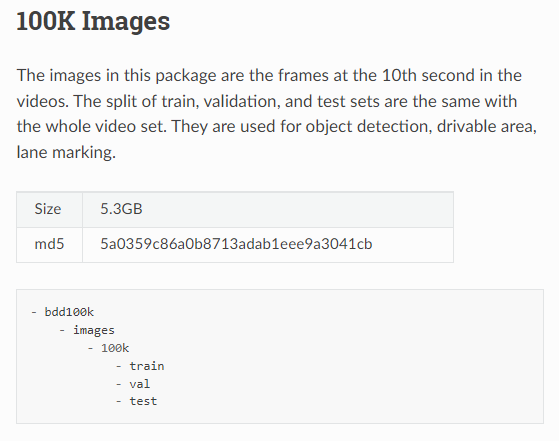 100K Images
The images in this package are the frames at the 10th second in the
videos. The split of train, validation, and test sets are the same with
the whole video set. They are used for object detection, drivable area,
lane marking.
Size 5.3GB
md5 5a0359c86a0b8713adab1eee9a3041cb
- bdd100k
- images
- 100k
- train
- val
- test